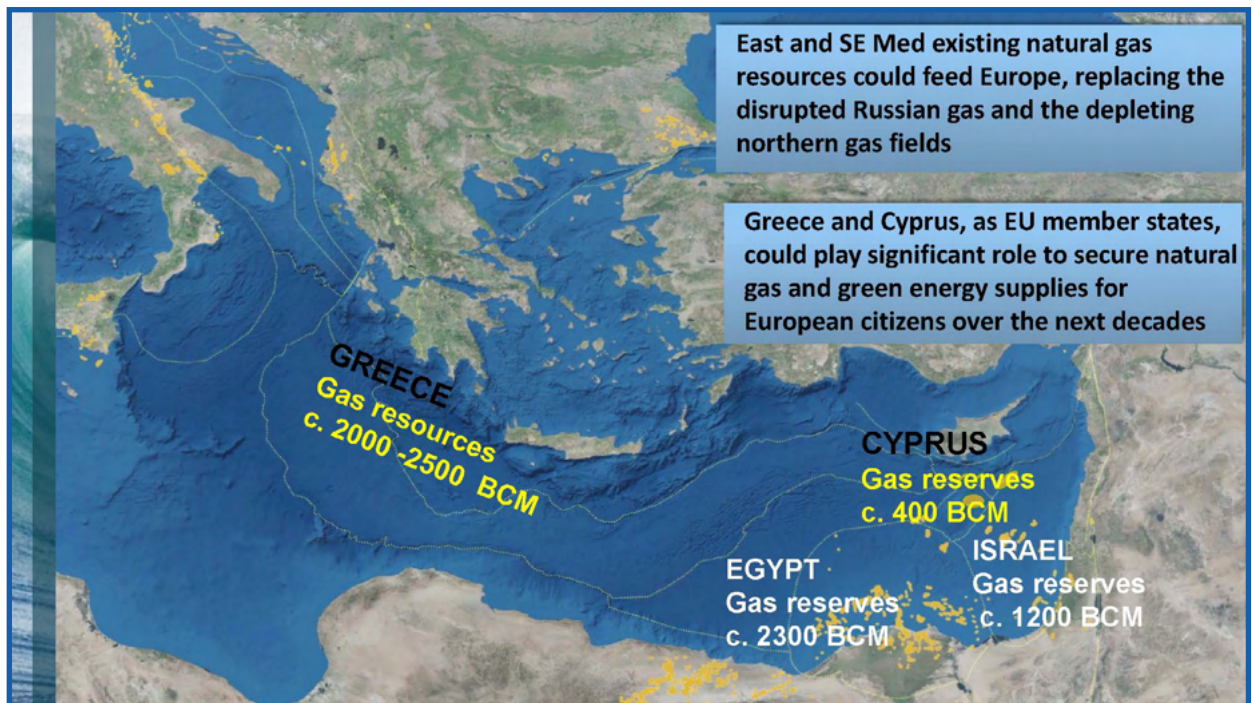 East and SE Med existing natural gas
resources could feed Europe, replacing the
disrupted Russian gas and the depleting
northern gas fields
Greece and Cyprus, as EU member states,
could play significant role to secure natural
gas and green energy supplies for
European citizens over the next decades
GREECE
Gas resources
c. 2000 -2500 BCM
CYPRUS
Gas reserves
c. 400 BCM
ISRAEL
Gas reserves
c. 1200 BCM
EGYPT
Gas reserves
c. 2300 BCM